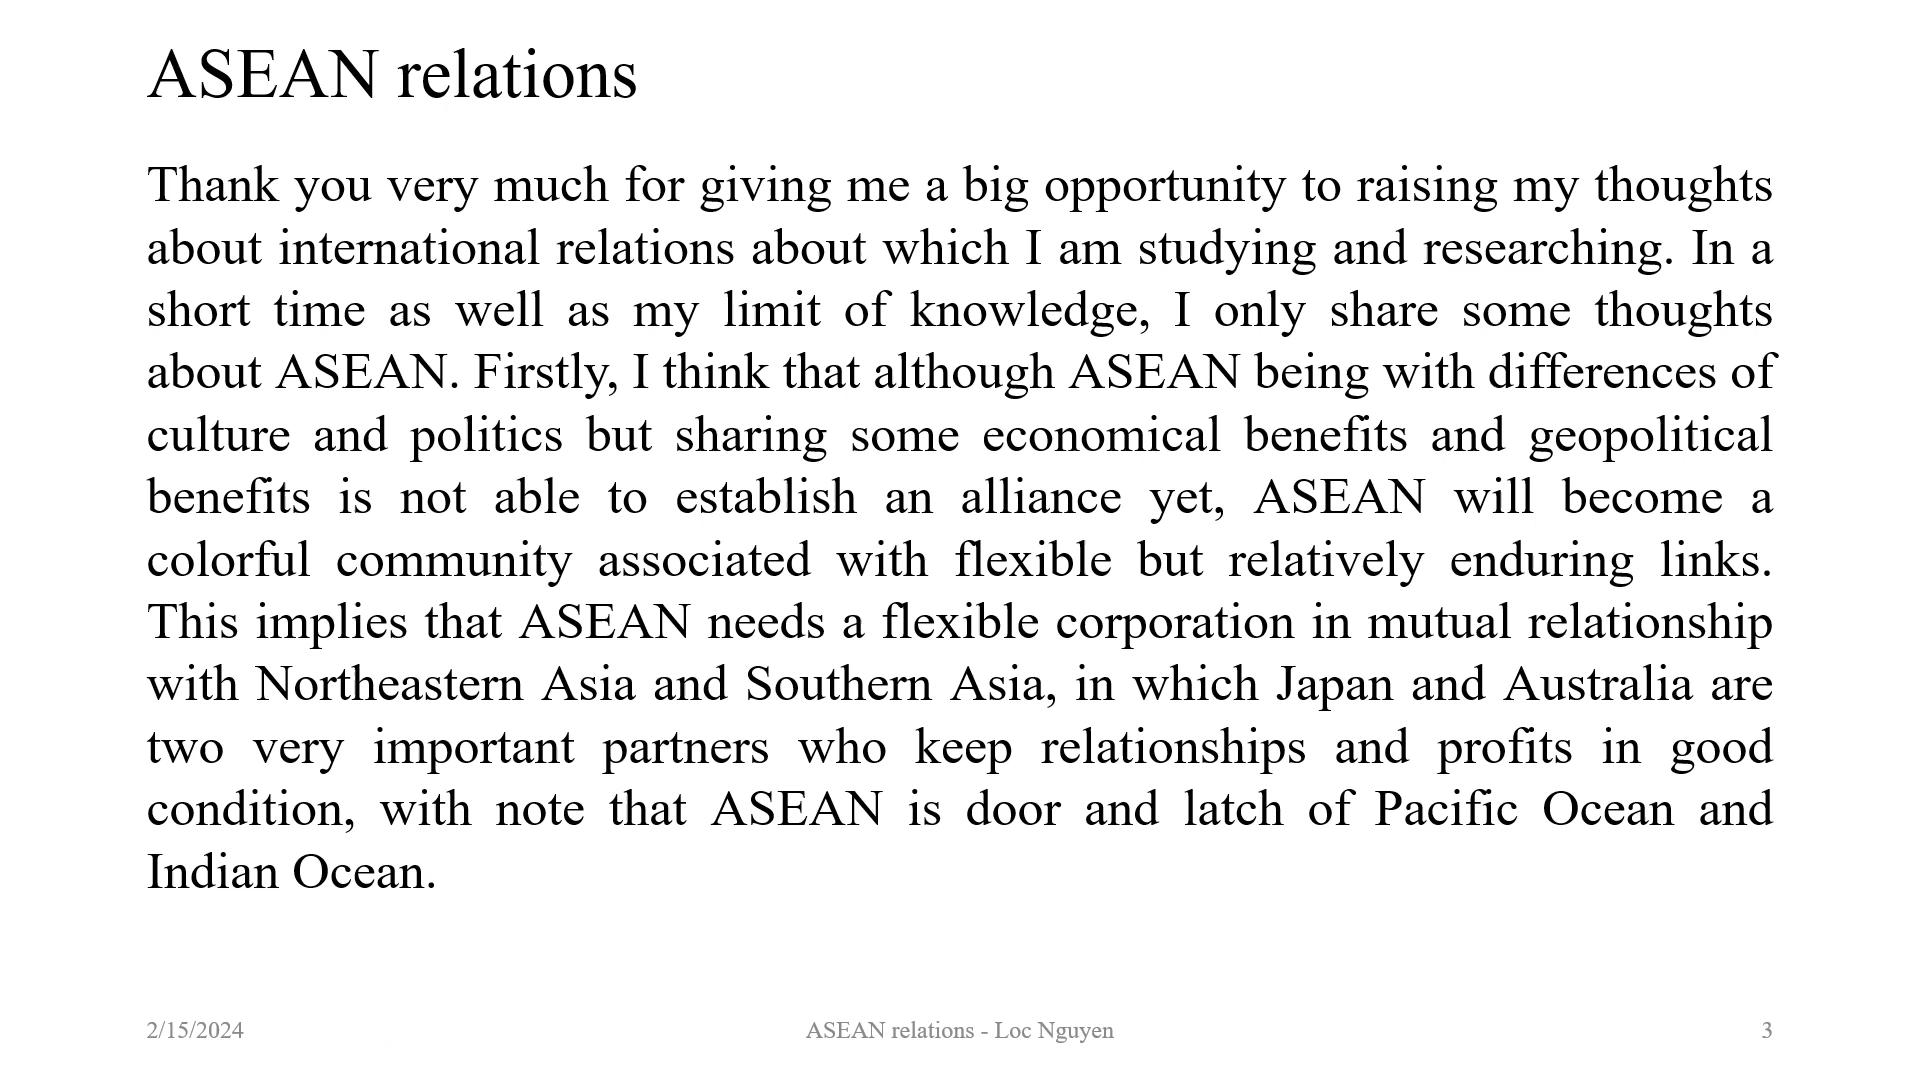 ASEAN relations
Thank you very much for giving me a big opportunity to raising my thoughts
about international relations about which I am studying and researching. In a
short time as well as my limit of knowledge, I only share some thoughts
about ASEAN. Firstly, I think that although ASEAN being with differences of
culture and politics but sharing some economical benefits and geopolitical
benefits is not able to establish an alliance yet, ASEAN will become a
colorful community associated with flexible but relatively enduring links.
This implies that ASEAN needs a flexible corporation in mutual relationship
with Northeastern Asia and Southern Asia, in which Japan and Australia are
two very important partners who keep relationships and profits in good
condition, with note that ASEAN is door and latch of Pacific Ocean and
Indian Ocean.
2/15/2024
ASEAN relations - Loc Nguyen
3